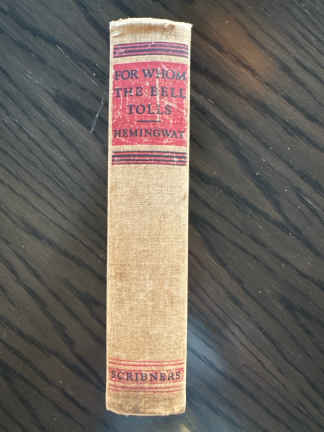 FOR WHOM
THE BELL
TOLLS
HEMINGWAY
SCRIBNERS